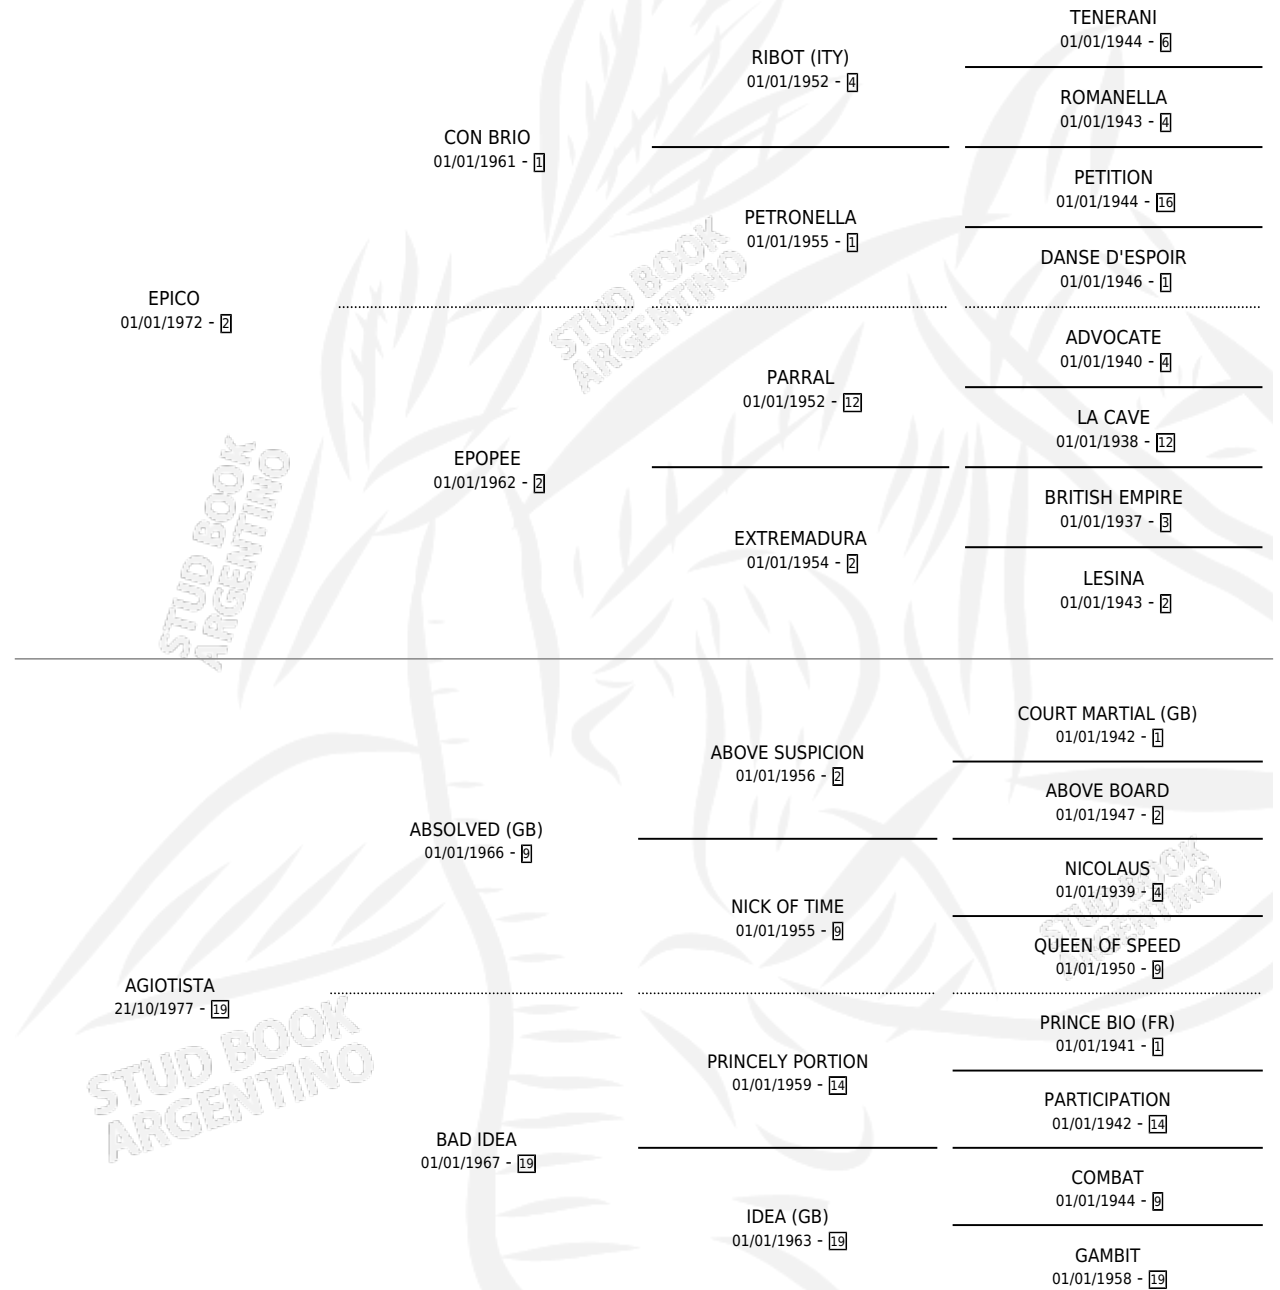 TENERANI
01/01/1944 - 6
RIBOT (ITY)
01/01/1952 - 4
ROMANELLA
01/01/1943 - 4
CON BRIO
01/01/1961 - 1
PETITION
01/01/1944 - 16
PETRONELLA
01/01/1955 - 1
DANSE D'ESPOIR
01/01/1946 - 1
EPICO
01/01/1972 - 2
ADVOCATE
01/01/1940 - 4
PARRAL
01/01/1952 - 12
LA CAVE
01/01/1938 - 12
EPOPEE
01/01/1962 - 2
BRITISH EMPIRE
01/01/1937 - 3
EXTREMADURA
01/01/1954 - 2
LESINA
01/01/1943 - 2
STUD BOOK
ARGENTINO
STUD BOOK
ARGENTINO
COURT MARTIAL (GB)
01/01/1942 - 1
ABOVE SUSPICION
01/01/1956 - 2
ABOVE BOARD
01/01/1947 - 2
ABSOLVED (GB)
01/01/1966 - 9
NICOLAUS
01/01/1939 - 4
NICK OF TIME
01/01/1955 - 9
QUEEN OF SPEED
01/01/1950 - 9
STUD BOOK
ARGENTINO
AGIOTISTA
21/10/1977 - 19
PRINCE BIO (FR)
01/01/1941 - 1
PRINCELY PORTION
01/01/1959 - 14
PARTICIPATION
01/01/1942 - 14
STUD BOOK
ARGENTINO
BAD IDEA
01/01/1967 - 19
COMBAT
01/01/1944 - 9
IDEA (GB)
01/01/1963 - 19
GAMBIT
01/01/1958 - 19